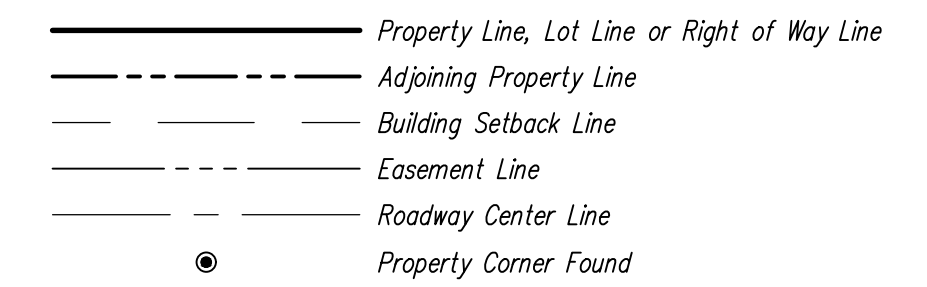 Property Line, Lot Line or Right of Way Line
Adjoining Property Line
Building Setback Line
Easement Line
Roadway Center Line
Property Corner Found